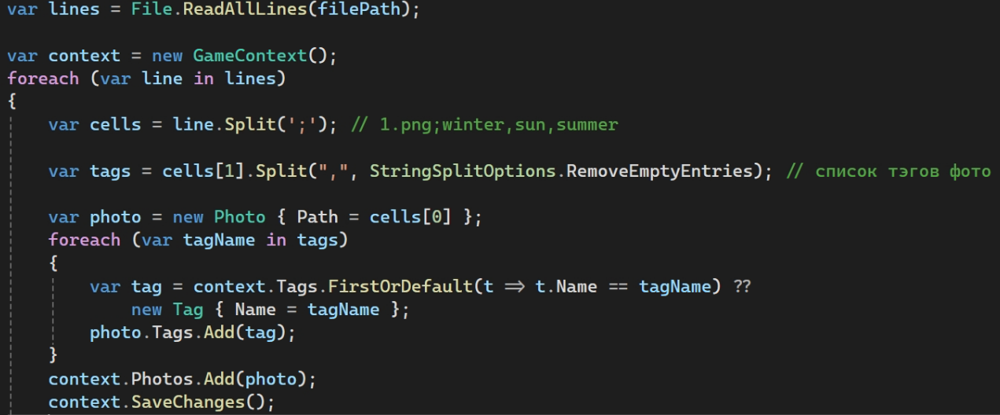 var lines = File.ReadAllLines(filePath);
var context = new GameContext();
foreach (var line in lines)
{
var cells = line.Split(';'); // 1.png;winter,sun,summer
var tags = cells[1].Split(",", StringSplitOptions.RemoveEmptyEntries); // список тэгов фото
var photo = new Photo { Path = cells[0] };
foreach (var tagName in tags)
{
var tag = context.Tags.FirstOrDefault(t => t.Name == tagName) ??
new Tag { Name = tagName };
photo.Tags.Add(tag);
}
context.Photos.Add(photo);
context.SaveChanges();